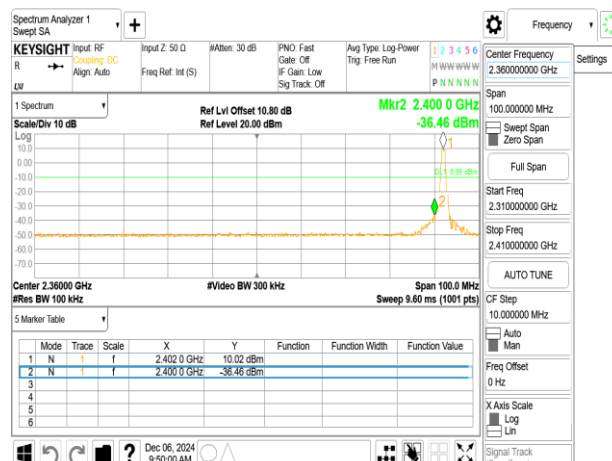 Spectrum Analyzer 1
Swept SA
Frequency
Settings
KEYSIGHT
R
Input: RF
Coupling: DC
Align: Auto
Input Z: 50 Ω
Freq Ref: Int (S)
#Atten: 30 dB
PNO: Fast
Gate: Off
IF Gain: Low
Sig Track: Off
Avg Type: Log-Power
Trig: Free Run
1 2 3 4 5 6
M W W W W W
P N N N N N
1 Spectrum
Scale/Div 10 dB
Ref Lvl Offset 10.80 dB
Ref Level 20.00 dBm
Mkr2 2.400 0 GHz
-36.46 dBm
Log
10.0
0.00
-10.0
-20.0
-30.0
-40.0
-50.0
-60.0
-70.0
1
2
Center 2.36000 GHz
#Res BW 100 kHz
#Video BW 300 kHz
Span 100.0 MHz
Sweep 9.60 ms (1001 pts)
5 Marker Table
Mode Trace Scale X Y Function Function Width Function Value
1 N 1 f 2.402 0 GHz 10.02 dBm
2 N 1 f 2.400 0 GHz -36.46 dBm
3
4
5
6
Dec 06, 2024
9:50:00 AM
Center Frequency
2.360000000 GHz
Span
100.000000 MHz
Swept Span
Zero Span
Full Span
Start Freq
2.310000000 GHz
Stop Freq
2.410000000 GHz
AUTO TUNE
CF Step
10.000000 MHz
Auto
Man
Freq Offset
0 Hz
X Axis Scale
Log
Lin
Signal Track